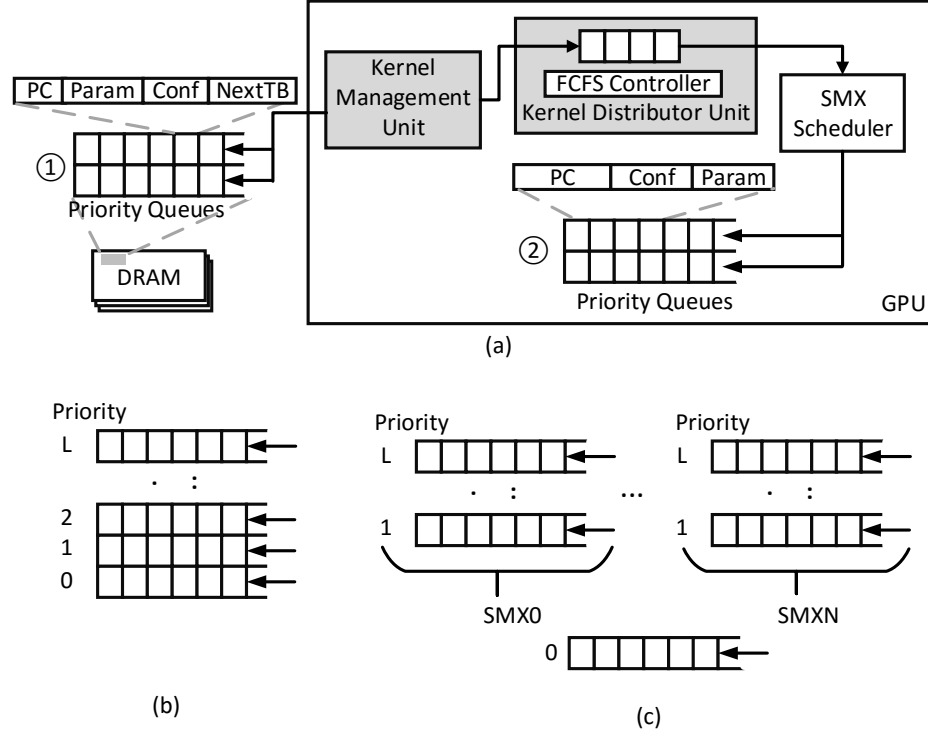 PC Param Conf NextTB
①
Priority Queues
DRAM
Kernel
Management
Unit
FCFS Controller
Kernel Distributor Unit
SMX
Scheduler
PC Conf Param
②
Priority Queues
GPU
(a)
Priority
L
. :
2
1
0
(b)
Priority
L
. :
1
SMX0
...
Priority
L
. :
1
SMXN
0
(c)